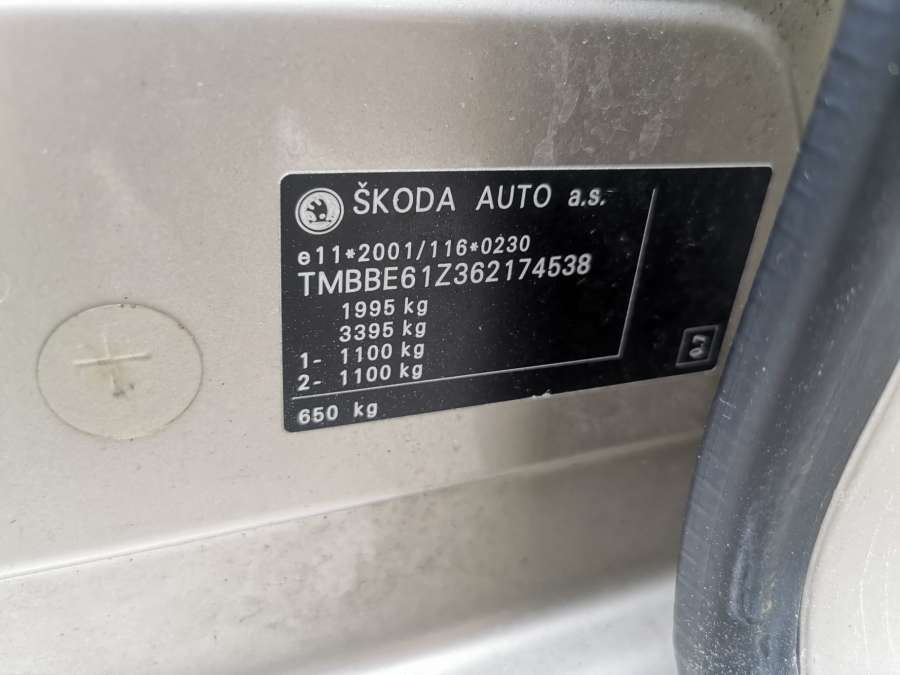 ŠKODA AUTO a.s.
e11*2001/116*0230
TMBBE61Z362174538
1995 kg
3395 kg
1- 1100 kg
2- 1100 kg
650 kg